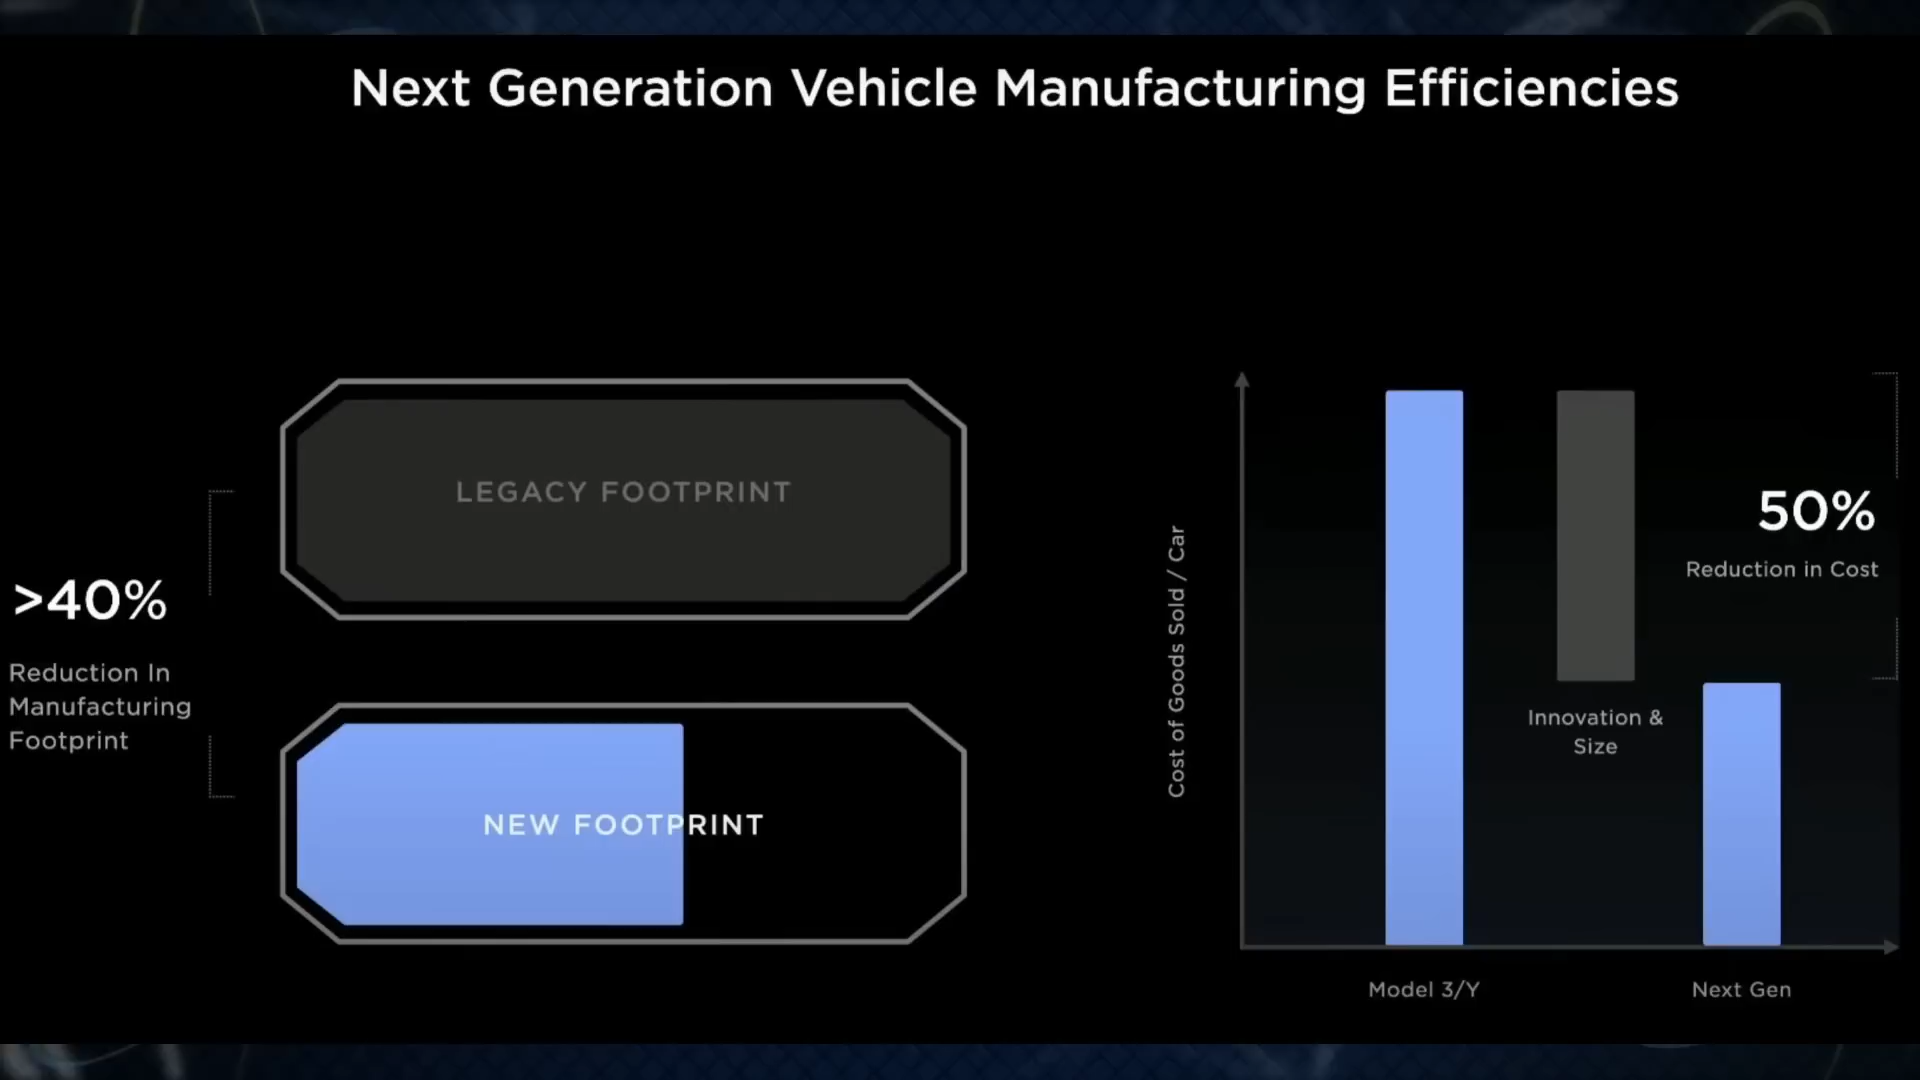 Next Generation Vehicle Manufacturing Efficiencies
LEGACY FOOTPRINT
>40%
Reduction In
Manufacturing
Footprint
NEW FOOTPRINT
Cost of Goods Sold / Car
50%
Reduction in Cost
Innovation &
Size
Model 3/Y
Next Gen